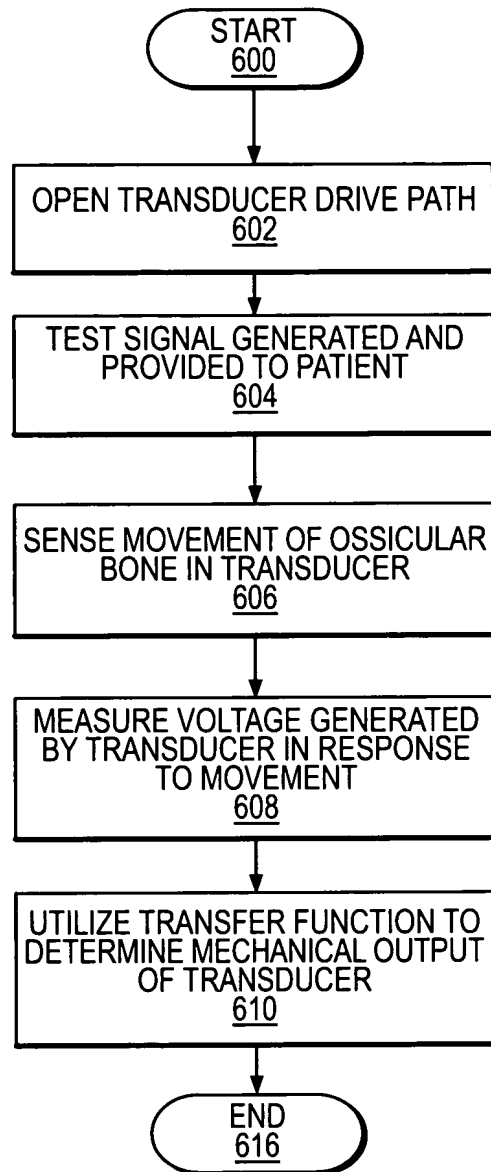 START
600
OPEN TRANSDUCER DRIVE PATH
602
TEST SIGNAL GENERATED AND
PROVIDED TO PATIENT
604
SENSE MOVEMENT OF OSSICULAR
BONE IN TRANSDUCER
606
MEASURE VOLTAGE GENERATED
BY TRANSDUCER IN RESPONSE
TO MOVEMENT
608
UTILIZE TRANSFER FUNCTION TO
DETERMINE MECHANICAL OUTPUT
OF TRANSDUCER
610
END
616